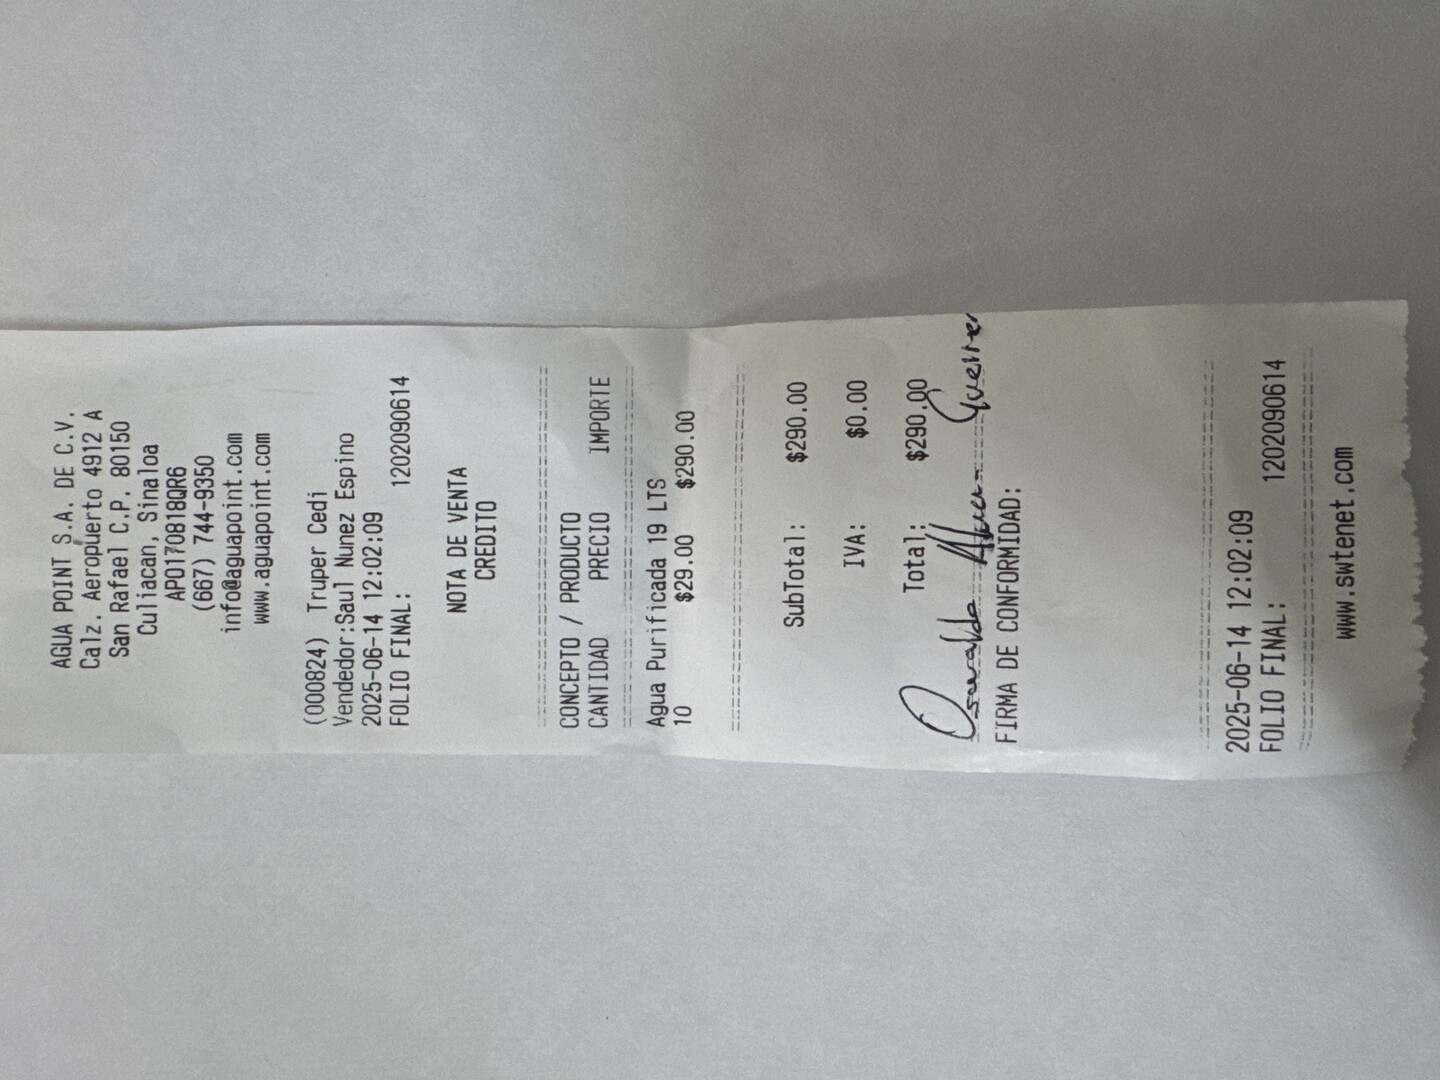 AGUA POINT S.A. DE C.V.
Calz. Aeropuerto 4912 A
San Rafael C.P. 80150
Culiacan, Sinaloa
APO170818QR6
(667) 744-9350
info@aguapoint.com
www.aguapoint.com
(000824) Truper Cedi
Vendedor:Saul Nunez Espino
2025-06-14 12:02:09
FOLIO FINAL: 1202090614
NOTA DE VENTA
CREDITO
CONCEPTO / PRODUCTO
CANTIDAD PRECIO IMPORTE
Agua Purificada 19 LTS
10 $29.00 $290.00
SubTotal: $290.00
IVA: $0.00
Total: $290.00
Oswaldo Guerrer
FIRMA DE CONFORMIDAD:
2025-06-14 12:02:09
FOLIO FINAL: 1202090614
www.swtenet.com